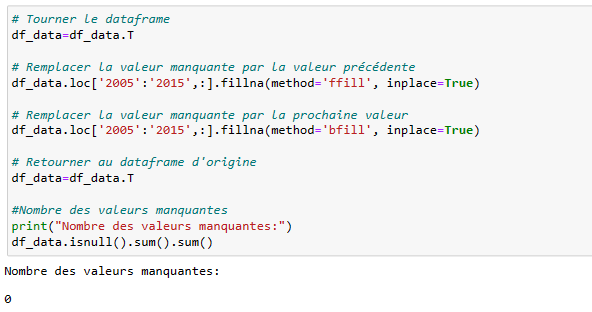 # Tourner le dataframe
df_data=df_data.T
# Remplacer la valeur manquante par la valeur précédente
df_data.loc['2005':'2015',:].fillna(method='ffill', inplace=True)
# Remplacer la valeur manquante par la prochaine valeur
df_data.loc['2005':'2015',:].fillna(method='bfill', inplace=True)
# Retourner au dataframe d'origine
df_data=df_data.T
#Nombre des valeurs manquantes
print("Nombre des valeurs manquantes:")
df_data.isnull().sum().sum()
Nombre des valeurs manquantes:
0